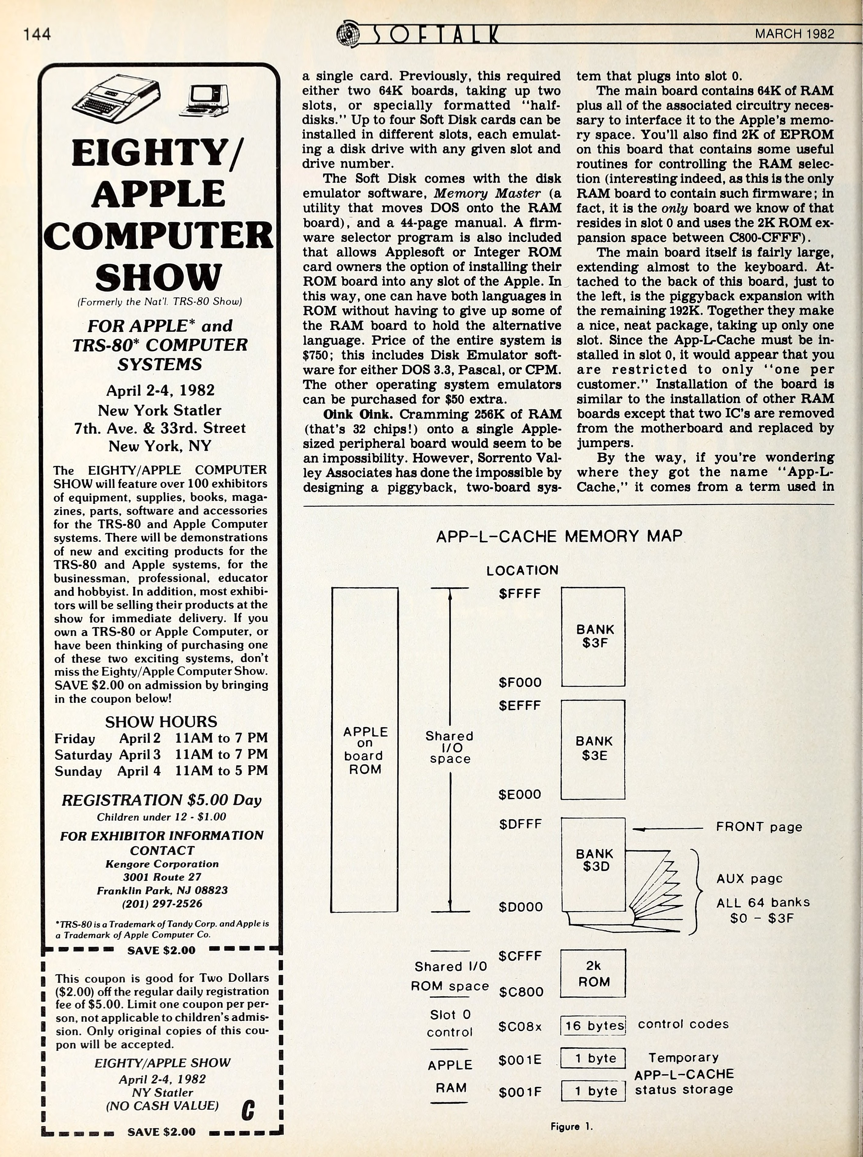 144
SOFTALK
MARCH 1982
EIGHTY/
APPLE
COMPUTER
SHOW
(Formerly the Nat'l. TRS-80 Show)
FOR APPLE* and
TRS-80* COMPUTER
SYSTEMS
April 2-4, 1982
New York Statler
7th. Ave. & 33rd. Street
New York, NY
The EIGHTY/APPLE COMPUTER
SHOW will feature over 100 exhibitors
of equipment, supplies, books, maga-
zines, parts, software and accessories
for the TRS-80 and Apple Computer
systems. There will be demonstrations
of new and exciting products for the
TRS-80 and Apple systems, for the
businessman, professional, educator
and hobbyist. In addition, most exhibi-
tors will be selling their products at the
show for immediate delivery. If you
own a TRS-80 or Apple Computer, or
have been thinking of purchasing one
of these two exciting systems, don't
miss the Eighty/Apple Computer Show.
SAVE $2.00 on admission by bringing
in the coupon below!
SHOW HOURS
Friday April 2 11AM to 7 PM
Saturday April 3 11AM to 7 PM
Sunday April 4 11AM to 5 PM
REGISTRATION $5.00 Day
Children under 12 - $1.00
FOR EXHIBITOR INFORMATION
CONTACT
Kengore Corporation
3001 Route 27
Franklin Park, NJ 08823
(201) 297-2526
*TRS-80 is a Trademark of Tandy Corp. and Apple is
a Trademark of Apple Computer Co.
SAVE $2.00
This coupon is good for Two Dollars
($2.00) off the regular daily registration
fee of $5.00. Limit one coupon per per-
son, not applicable to children's admis-
sion. Only original copies of this cou-
pon will be accepted.
EIGHTY/APPLE SHOW
April 2-4, 1982
NY Statler
(NO CASH VALUE) C
SAVE $2.00
a single card. Previously, this required
either two 64K boards, taking up two
slots, or specially formatted "half-
disks." Up to four Soft Disk cards can be
installed in different slots, each emulat-
ing a disk drive with any given slot and
drive number.
The Soft Disk comes with the disk
emulator software, Memory Master (a
utility that moves DOS onto the RAM
board), and a 44-page manual. A firm-
ware selector program is also included
that allows Applesoft or Integer ROM
card owners the option of installing their
ROM board into any slot of the Apple. In
this way, one can have both languages in
ROM without having to give up some of
the RAM board to hold the alternative
language. Price of the entire system is
$750; this includes Disk Emulator soft-
ware for either DOS 3.3, Pascal, or CPM.
The other operating system emulators
can be purchased for $50 extra.
Oink Oink. Cramming 256K of RAM
(that's 32 chips!) onto a single Apple-
sized peripheral board would seem to be
an impossibility. However, Sorrento Val-
ley Associates has done the impossible by
designing a piggyback, two-board sys-
tem that plugs into slot 0.
The main board contains 64K of RAM
plus all of the associated circuitry neces-
sary to interface it to the Apple's memo-
ry space. You'll also find 2K of EPROM
on this board that contains some useful
routines for controlling the RAM selec-
tion (interesting indeed, as this is the only
RAM board to contain such firmware; in
fact, it is the only board we know of that
resides in slot 0 and uses the 2K ROM ex-
pansion space between C800-CFFF).
The main board itself is fairly large,
extending almost to the keyboard. At-
tached to the back of this board, just to
the left, is the piggyback expansion with
the remaining 192K. Together they make
a nice, neat package, taking up only one
slot. Since the App-L-Cache must be in-
stalled in slot 0, it would appear that you
are restricted to only "one per
customer." Installation of the board is
similar to the installation of other RAM
boards except that two IC's are removed
from the motherboard and replaced by
jumpers.
By the way, if you're wondering
where they got the name "App-L-
Cache," it comes from a term used in
APP-L-CACHE MEMORY MAP
LOCATION
$FFFF
BANK
$3F
$F000
$EFFF
APPLE
on
board
ROM
Shared
I/O
space
BANK
$3E
$E000
$DFFF
FRONT page
BANK
$3D
AUX page
ALL 64 banks
$0 - $3F
$D000
Shared I/O
ROM space
$CFFF
$C800
2k
ROM
Slot 0
control
$C08x
16 bytes
control codes
APPLE
RAM
$001E
1 byte
$001F
1 byte
Temporary
APP-L-CACHE
status storage
Figure 1.